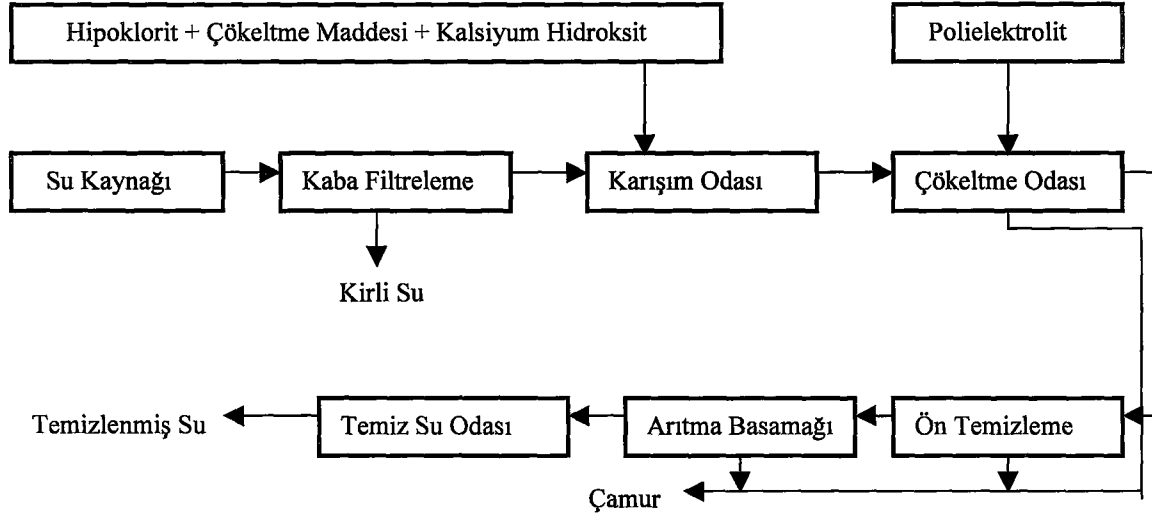 Hipoklorit + Çökeltme Maddesi + Kalsiyum Hidroksit
Polielektrolit
Su Kaynağı
Kaba Filtreleme
Karışım Odası
Çökeltme Odası
Kirli Su
Temizlenmiş Su
Temiz Su Odası
Arıtma Basamağı
Ön Temizleme
Çamur